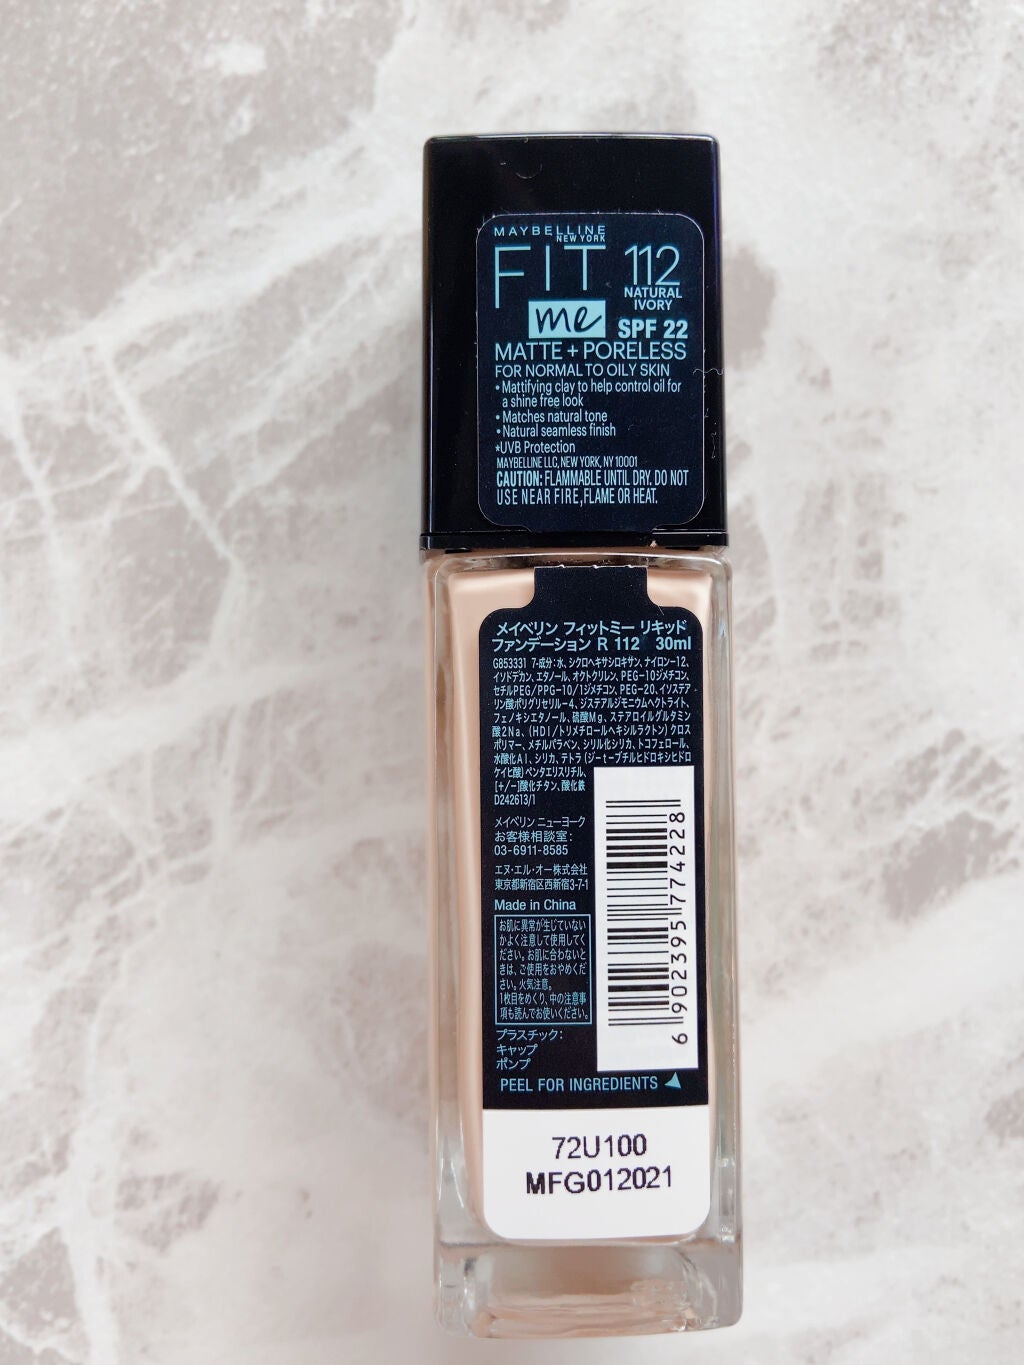 MAYBELLINE
NEW YORK
FIT
me
112
NATURAL
IVORY
SPF 22
MATTE + PORELESS
FOR NORMAL TO OILY SKIN
• Mattifying clay to help control oil for
a shine free look
• Matches natural tone
• Natural seamless finish
*UVB Protection
MAYBELLINE LLC, NEW YORK, NY 10001
CAUTION: FLAMMABLE UNTIL DRY. DO NOT
USE NEAR FIRE, FLAME OR HEAT.
メイベリン フィットミー リキッド
ファンデーション R 112 30ml
G853331 7-成分：水、シクロヘキサシロキサン、ナイロン-12、
イソドデカン、エタノール、オクトクリレン、PEG-10ジメチコン、
セチルPEG/PPG-10/1ジメチコン、PEG-20、イソステア
リン酸ポリグリセリル-4、ジステアルジモニウムヘクトライト、
フェノキシエタノール、硫酸Mg、ステアロイルグルタミン
酸2Na、(HDI/トリメチロールヘキシルラクトン) クロス
ポリマー、メチルパラベン、シリル化シリカ、トコフェロール、
水酸化Al、シリカ、テトラ (ジ-t-ブチルヒドロキシヒドロ
ケイヒ酸) ペンタエリスリチル、
[+/-]酸化チタン、酸化鉄
D242613/1
メイベリン ニューヨーク
お客様相談室：
03-6911-8585
エヌ・エル・オー株式会社
東京都新宿区西新宿3-7-1
Made in China
お肌に異常が生じていない
かよく注意して使用してく
ださい。お肌に合わないと
きは、ご使用をおやめくだ
さい。火気注意。
1枚目をめくり、中の注意事
項も読んでお使いください。
プラスチック：
キャップ
ポンプ
6 902395 774228
PEEL FOR INGREDIENTS
72U100
MFG012021